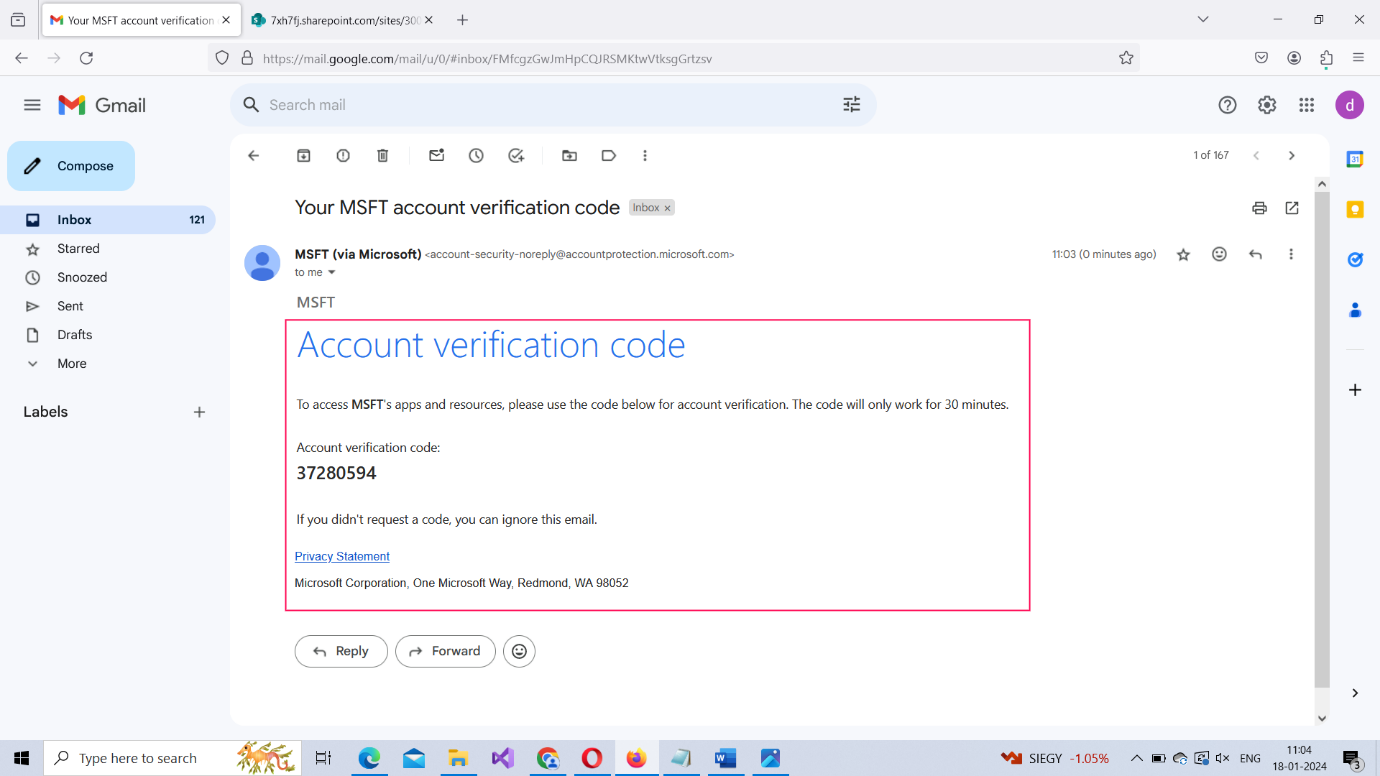 Your MSFT account verification
7xh7fj.sharepoint.com/sites/300
https://mail.google.com/mail/u/0/#inbox/FMfcgzGwJmHpCQJRSMKtwVtksgGrtzsv
Gmail
Search mail
d
Compose
1 of 167
31
Your MSFT account verification code
Inbox x
Inbox 121
Starred
Snoozed
Sent
Drafts
More
Labels
MSFT (via Microsoft) <account-security-noreply@accountprotection.microsoft.com>
11:03 (0 minutes ago)
to me
MSFT
Account verification code
To access MSFT's apps and resources, please use the code below for account verification. The code will only work for 30 minutes.
Account verification code:
37280594
If you didn't request a code, you can ignore this email.
Privacy Statement
Microsoft Corporation, One Microsoft Way, Redmond, WA 98052
Reply
Forward
Type here to search
SIEGY -1.05%
ENG
11:04
18-01-2024
3